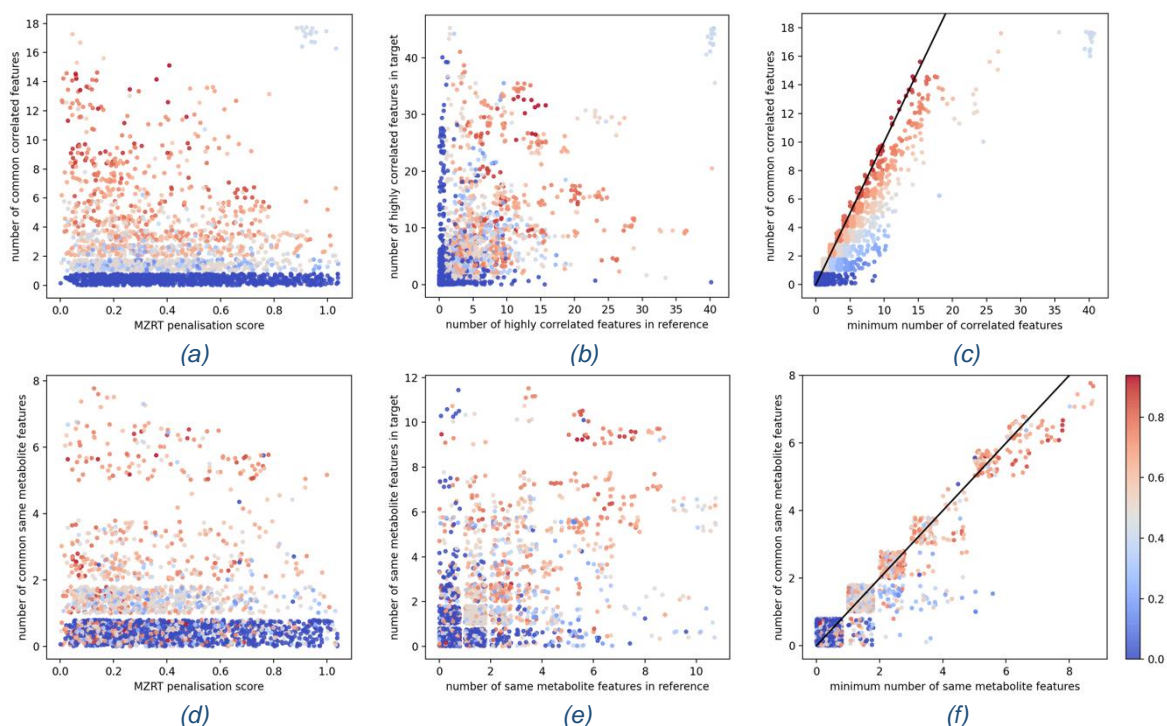 number of common correlated features
18
16
14
12
10
8
6
4
2
0
0.0 0.2 0.4 0.6 0.8 1.0
MZRT penalisation score
(a)
number of highly correlated features in target
40
30
20
10
0
0 5 10 15 20 25 30 35 40
number of highly correlated features in reference
(b)
number of common correlated features
18
16
14
12
10
8
6
4
2
0
0 5 10 15 20 25 30 35 40
minimum number of correlated features
(c)
number of common same metabolite features
8
6
4
2
0
0.0 0.2 0.4 0.6 0.8 1.0
MZRT penalisation score
(d)
number of same metabolite features in target
12
11
10
9
8
7
6
5
4
3
2
1
0
0 2 4 6 8 10
number of same metabolite features in reference
(e)
number of common same metabolite features
8
6
4
2
0
0 2 4 6 8
minimum number of same metabolite features
(f)
0.8
0.6
0.4
0.2
0.0